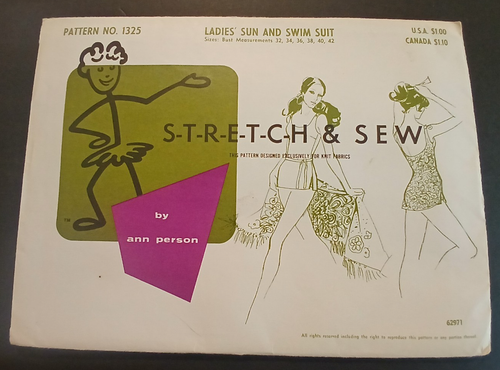 PATTERN NO. 1325
LADIES' SUN AND SWIM SUIT
Sizes: Bust Measurements 32, 34, 36, 38, 40, 42
U.S.A. $1.00
CANADA $1.10
S-T-R-E-T-C-H & SEW
THIS PATTERN DESIGNED EXCLUSIVELY FOR KNIT FABRICS
by
ann person
TM
62971
All rights reserved including the right to reproduce this pattern or any portion thereof.